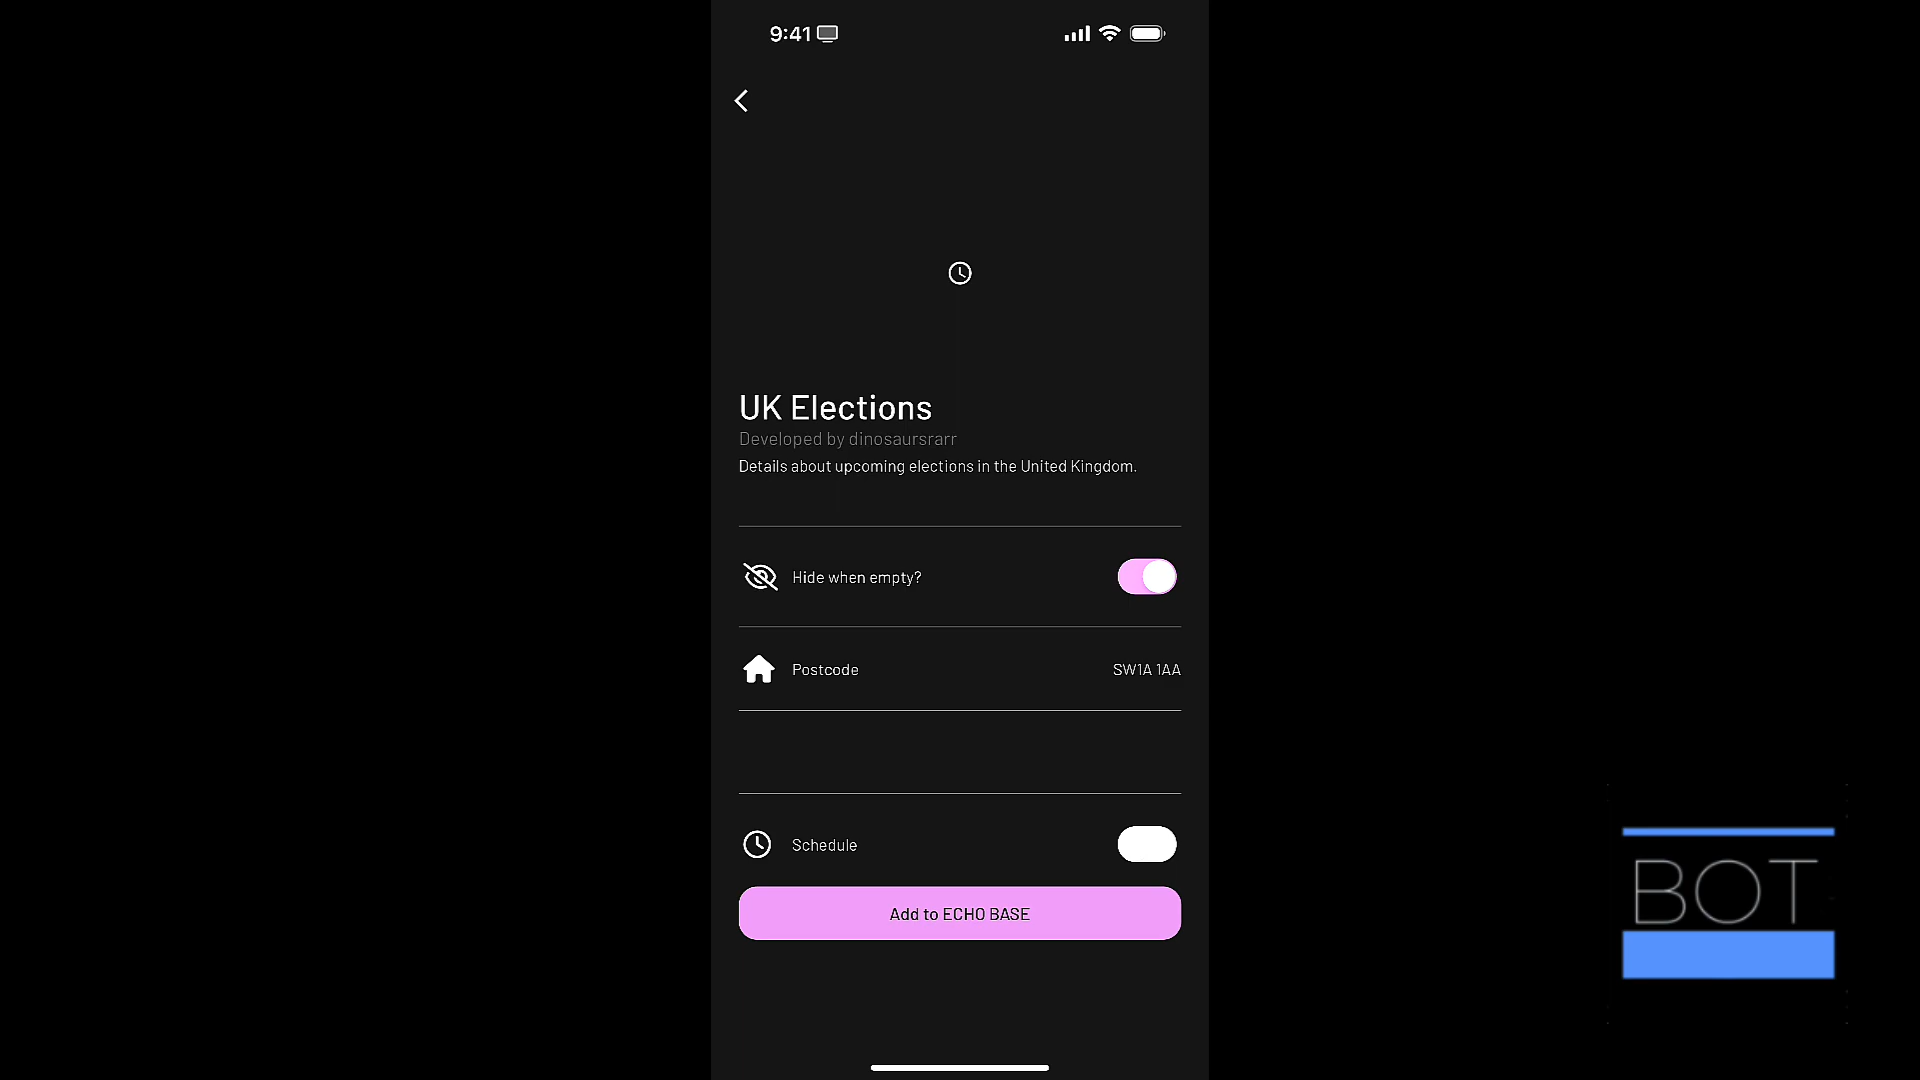 9:41
UK Elections
Developed by dinosaursrarr
Details about upcoming elections in the United Kingdom.
Hide when empty?
Postcode SW1A 1AA
Schedule
Add to ECHO BASE
BOT